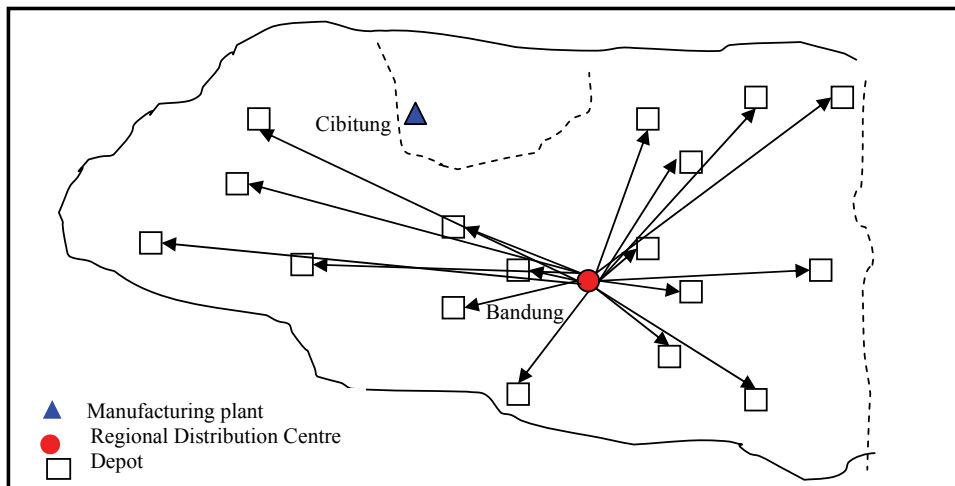 Cibitung
Bandung
Manufacturing plant
Regional Distribution Centre
Depot